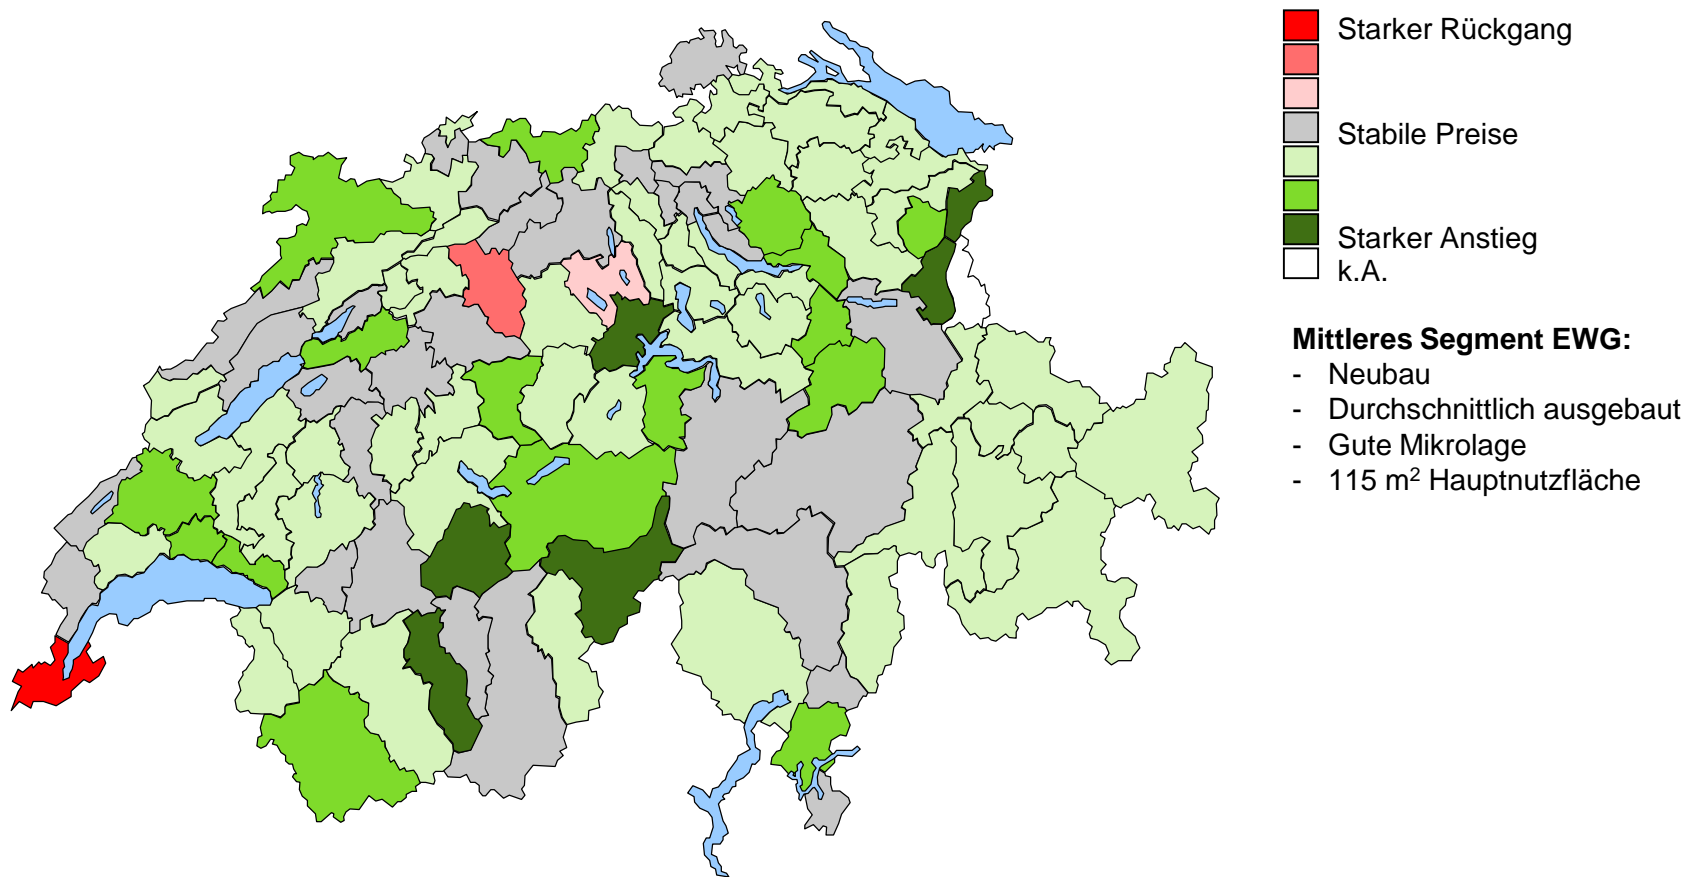 Starker Rückgang
Stabile Preise
Starker Anstieg
k.A.
Mittleres Segment EWG:
- Neubau
- Durchschnittlich ausgebaut
- Gute Mikrolage
- 115 m² Hauptnutzfläche